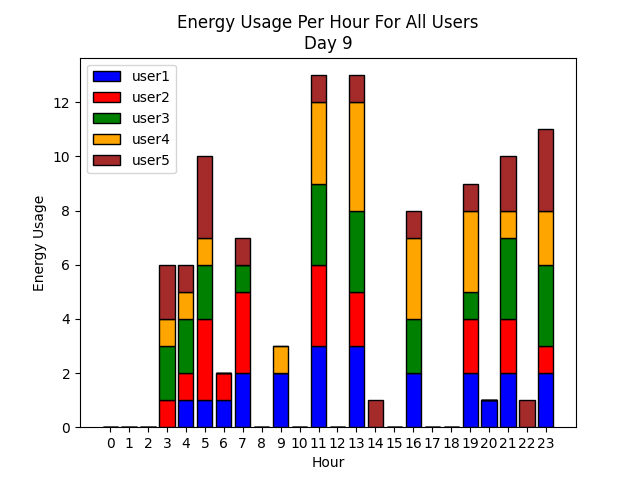 Energy Usage Per Hour For All Users
Day 9
user1
user2
user3
user4
user5
Energy Usage
12
10
8
6
4
2
0
0 1 2 3 4 5 6 7 8 9 10 11 12 13 14 15 16 17 18 19 20 21 22 23
Hour